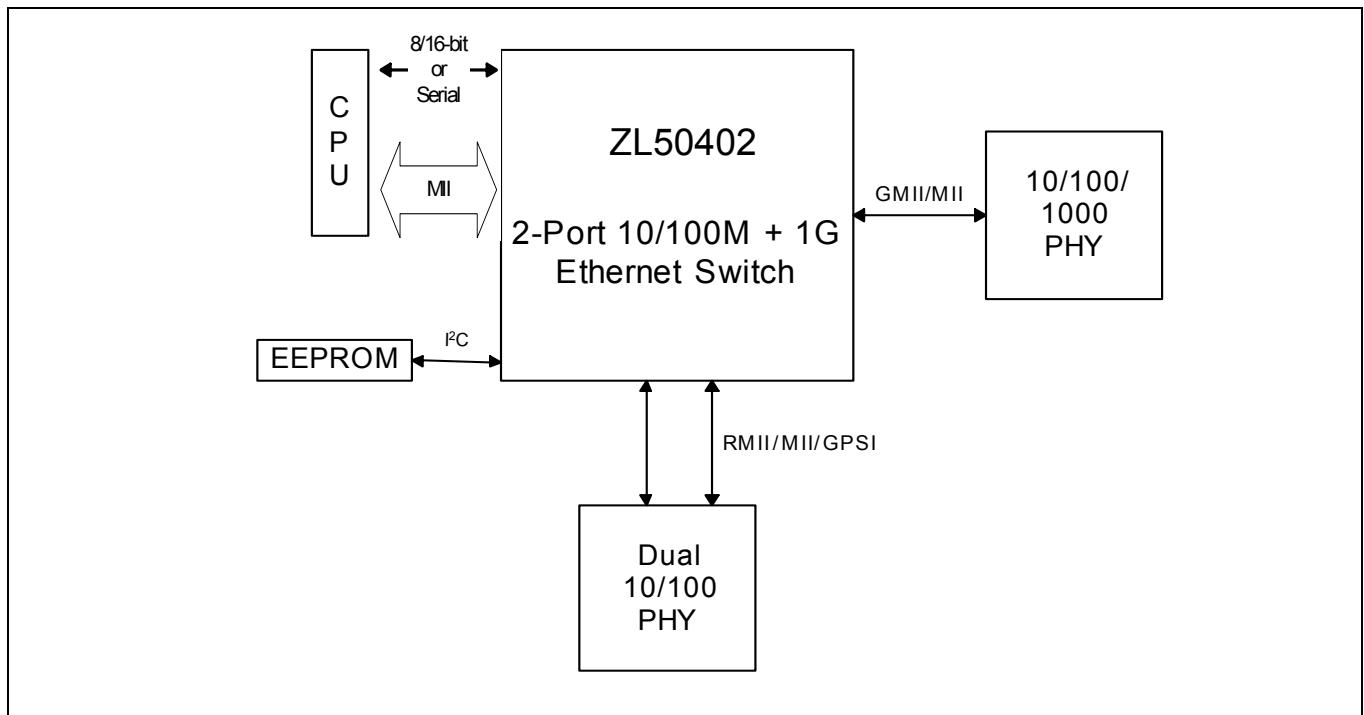 8/16-bit
or
Serial
C
P
U
MII
ZL50402
2-Port 10/100M + 1G
Ethernet Switch
GMII/MII
10/100/
1000
PHY
EEPROM
I²C
RMII/MII/GPSI
Dual
10/100
PHY